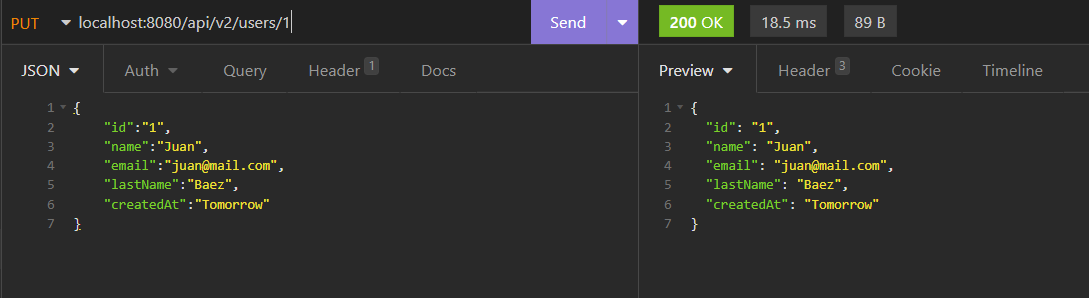 PUT localhost:8080/api/v2/users/1 Send 200 OK 18.5 ms 89 B
JSON Auth Query Header 1 Docs
1 {
2 "id":"1",
3 "name":"Juan",
4 "email":"juan@mail.com",
5 "lastName":"Baez",
6 "createdAt":"Tomorrow"
7 }
Preview Header 3 Cookie Timeline
1 {
2 "id": "1",
3 "name": "Juan",
4 "email": "juan@mail.com",
5 "lastName": "Baez",
6 "createdAt": "Tomorrow"
7 }